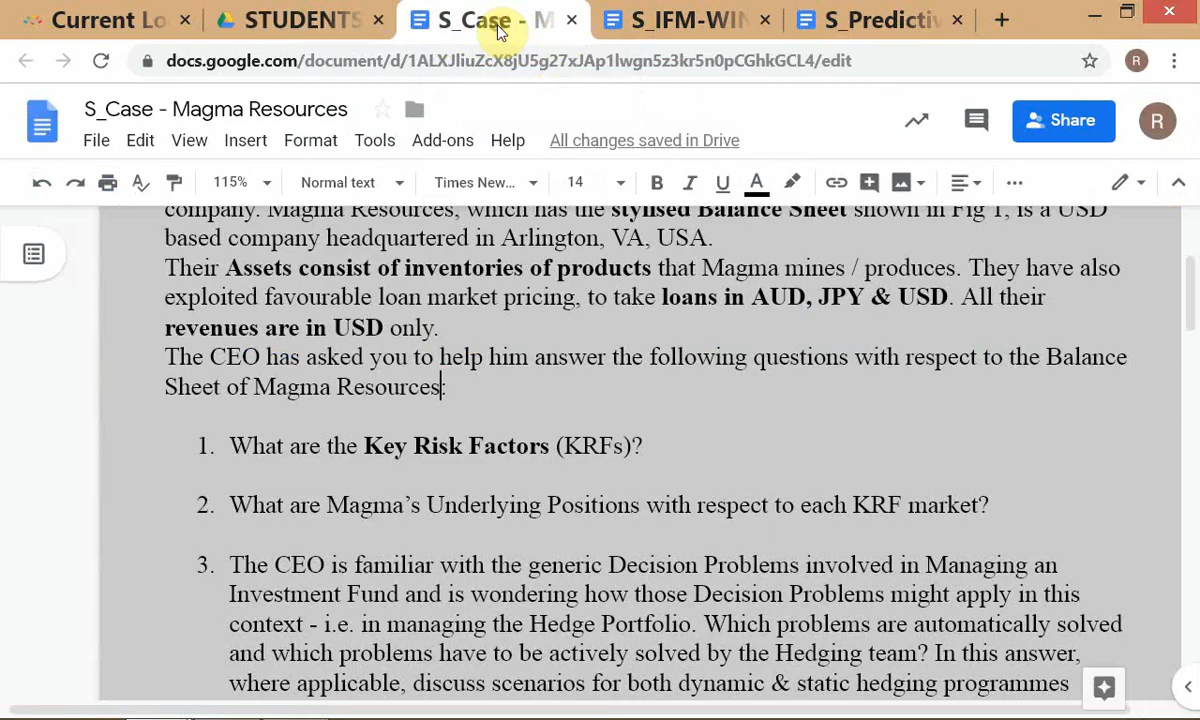 Current Lo
STUDENTS
S_Case - M
S_IFM-WIN
S_Predictiv
docs.google.com/document/d/1ALXJliuZcX8jU5g27xJAp1lwgn5z3kr5n0pCGhkGCL4/edit
R
S_Case - Magma Resources
Share
R
File Edit View Insert Format Tools Add-ons Help All changes saved in Drive
115% Normal text Times New... 14 B I U A
company. Magma Resources, which has the stylised Balance Sheet shown in Fig 1, is a USD
based company headquartered in Arlington, VA, USA.
Their Assets consist of inventories of products that Magma mines / produces. They have also
exploited favourable loan market pricing, to take loans in AUD, JPY & USD. All their
revenues are in USD only.
The CEO has asked you to help him answer the following questions with respect to the Balance
Sheet of Magma Resources:
1. What are the Key Risk Factors (KRFs)?
2. What are Magma’s Underlying Positions with respect to each KRF market?
3. The CEO is familiar with the generic Decision Problems involved in Managing an
Investment Fund and is wondering how those Decision Problems might apply in this
context - i.e. in managing the Hedge Portfolio. Which problems are automatically solved
and which problems have to be actively solved by the Hedging team? In this answer,
where applicable, discuss scenarios for both dynamic & static hedging programmes